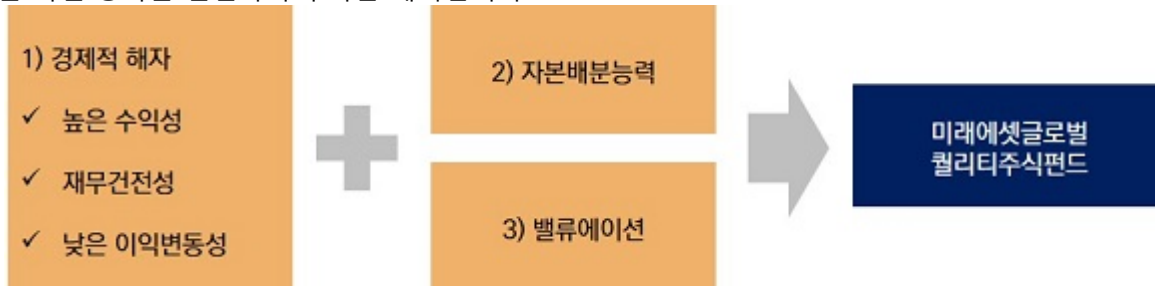 1) 경제적 해자
✓ 높은 수익성
✓ 재무건전성
✓ 낮은 이익변동성
2) 자본배분능력
3) 밸류에이션
미래에셋글로벌
퀄리티주식펀드